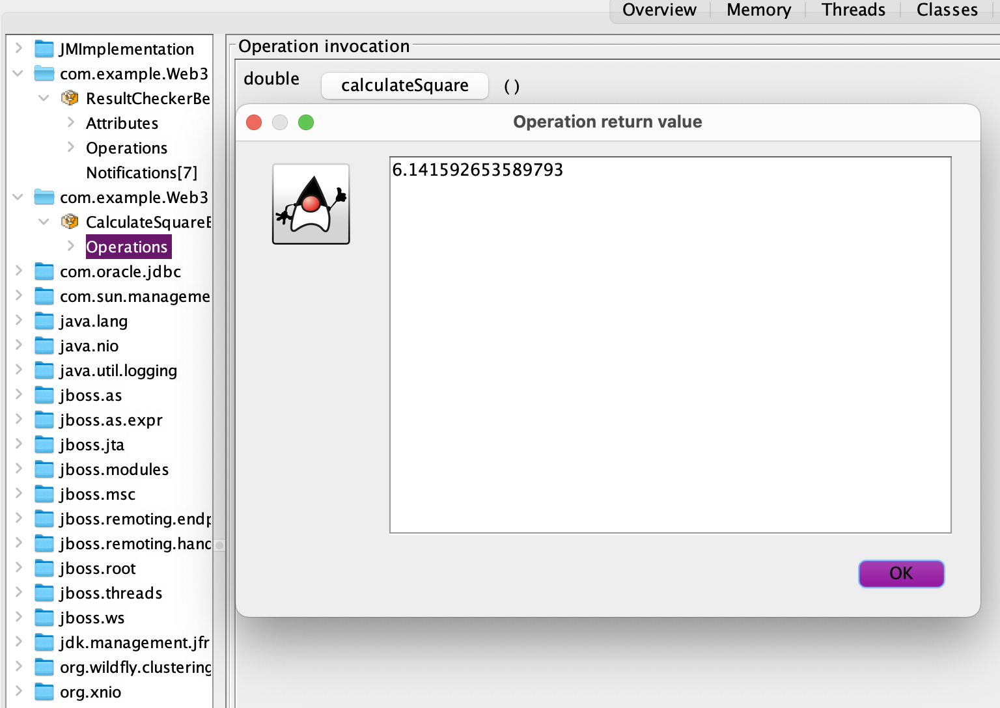 Overview Memory Threads Classes
JMImplementation
com.example.Web3
ResultCheckerBe
Attributes
Operations
Notifications[7]
com.example.Web3
CalculateSquareB
Operations
com.oracle.jdbc
com.sun.manageme
java.lang
java.nio
java.util.logging
jboss.as
jboss.as.expr
jboss.jta
jboss.modules
jboss.msc
jboss.remoting.endp
jboss.remoting.hand
jboss.root
jboss.threads
jboss.ws
jdk.management.jfr
org.wildfly.clustering
org.xnio
Operation invocation
double calculateSquare ()
Operation return value
6.141592653589793
OK